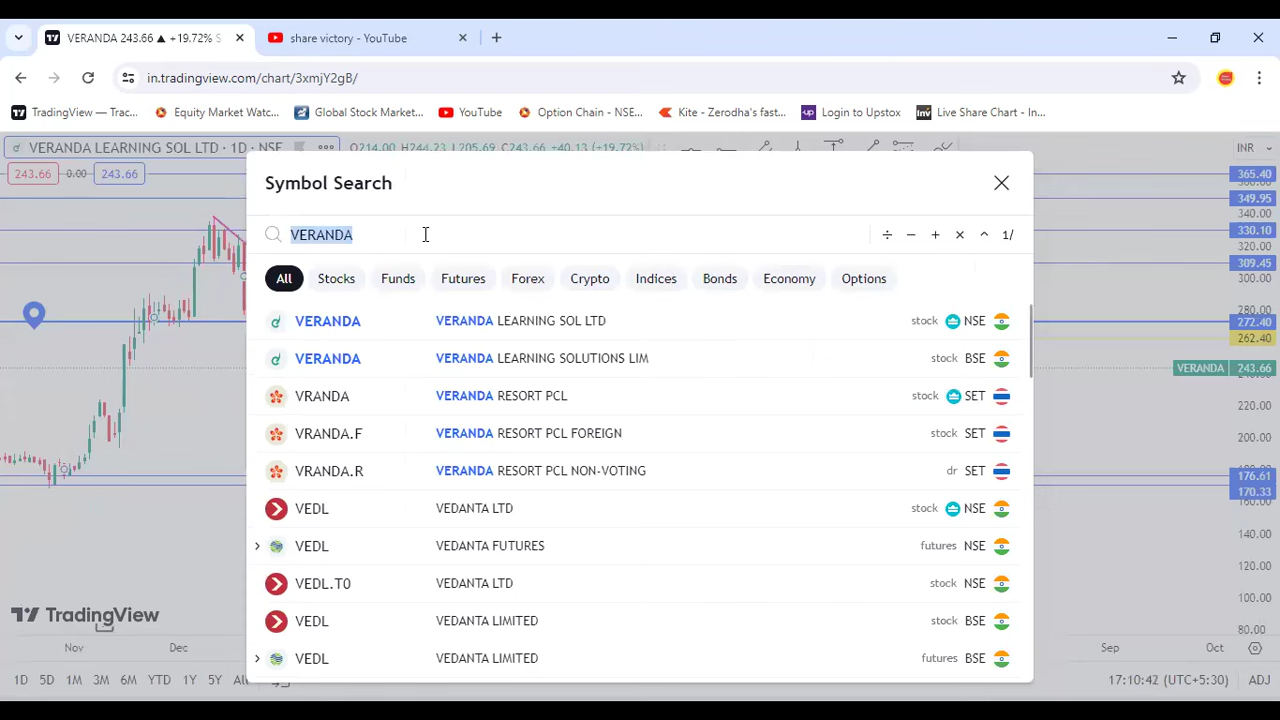 VERANDA 243.66 ▲ +19.72% S
share victory - YouTube
in.tradingview.com/chart/3xmjY2gB/
TradingView — Trac...
Equity Market Watc...
Global Stock Market...
YouTube
Option Chain - NSE...
Kite - Zerodha's fast...
Login to Upstox
Live Share Chart - In...
VERANDA LEARNING SOL LTD · 1D · NSE
O214.00 H244.23 L205.69 C243.66 +40.13 (+19.72%)
INR
243.66 0.00 243.66
Symbol Search
VERANDA
÷ − + × ^ 1/
All Stocks Funds Futures Forex Crypto Indices Bonds Economy Options
VERANDA VERANDA LEARNING SOL LTD stock NSE
VERANDA VERANDA LEARNING SOLUTIONS LIM stock BSE
VRANDA VERANDA RESORT PCL stock SET
VRANDA.F VERANDA RESORT PCL FOREIGN stock SET
VRANDA.R VERANDA RESORT PCL NON-VOTING dr SET
VEDL VEDANTA LTD stock NSE
VEDL VEDANTA FUTURES futures NSE
VEDL.T0 VEDANTA LTD stock NSE
VEDL VEDANTA LIMITED stock BSE
VEDL VEDANTA LIMITED futures BSE
365.40
349.95
340.00
330.10
320.00
309.45
300.00
280.00
272.40
262.40
VERANDA 243.66
220.00
200.00
176.61
170.33
140.00
120.00
100.00
80.00
TradingView
Nov Dec Sep Oct
1D 5D 1M 3M 6M YTD 1Y 5Y
17:10:42 (UTC+5:30) ADJ